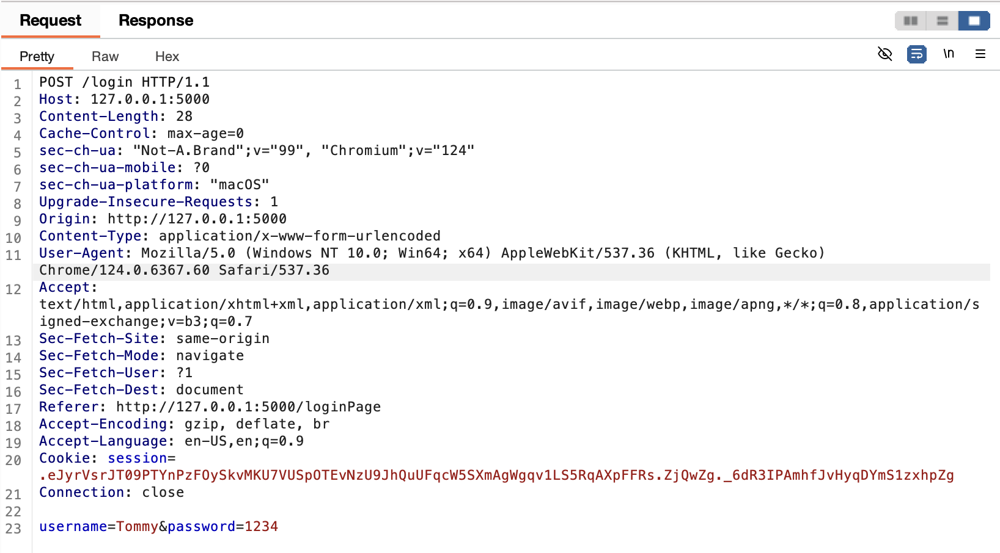 Request Response
Pretty Raw Hex \n
1 POST /login HTTP/1.1
2 Host: 127.0.0.1:5000
3 Content-Length: 28
4 Cache-Control: max-age=0
5 sec-ch-ua: "Not-A.Brand";v="99", "Chromium";v="124"
6 sec-ch-ua-mobile: ?0
7 sec-ch-ua-platform: "macOS"
8 Upgrade-Insecure-Requests: 1
9 Origin: http://127.0.0.1:5000
10 Content-Type: application/x-www-form-urlencoded
11 User-Agent: Mozilla/5.0 (Windows NT 10.0; Win64; x64) AppleWebKit/537.36 (KHTML, like Gecko)
Chrome/124.0.6367.60 Safari/537.36
12 Accept:
text/html,application/xhtml+xml,application/xml;q=0.9,image/avif,image/webp,image/apng,*/*;q=0.8,application/s
igned-exchange;v=b3;q=0.7
13 Sec-Fetch-Site: same-origin
14 Sec-Fetch-Mode: navigate
15 Sec-Fetch-User: ?1
16 Sec-Fetch-Dest: document
17 Referer: http://127.0.0.1:5000/loginPage
18 Accept-Encoding: gzip, deflate, br
19 Accept-Language: en-US,en;q=0.9
20 Cookie: session=
.eJyrVsrJT09PTYnPzFOySkvMKU7VUSpOTEvNzU9JhQuUFqcW5SXmAgWgqv1LS5RqAXpFFRs.ZjQwZg._6dR3IPAmhfJvHyqDYmS1zxhpZg
21 Connection: close
22
23 username=Tommy&password=1234